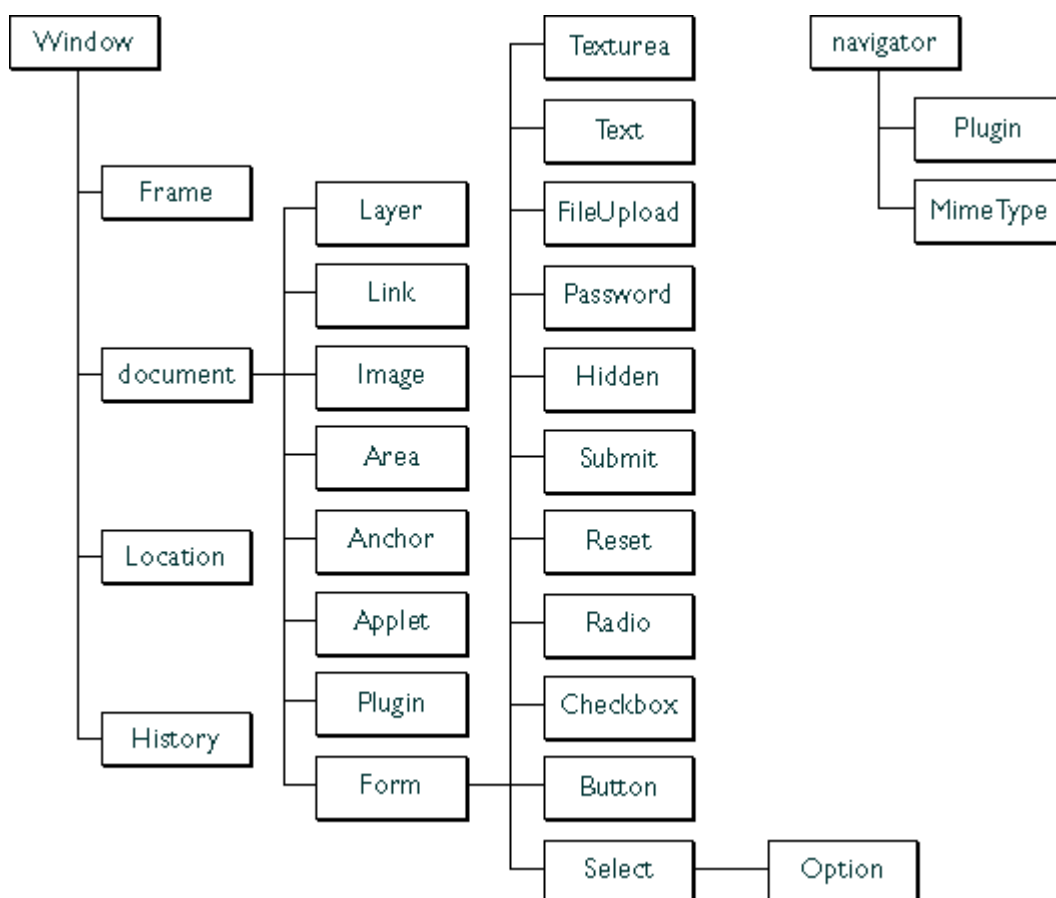 Window
Frame
document
Location
History
Layer
Link
Image
Area
Anchor
Applet
Plugin
Form
Texturea
Text
FileUpload
Password
Hidden
Submit
Reset
Radio
Checkbox
Button
Select
Option
navigator
Plugin
MimeType